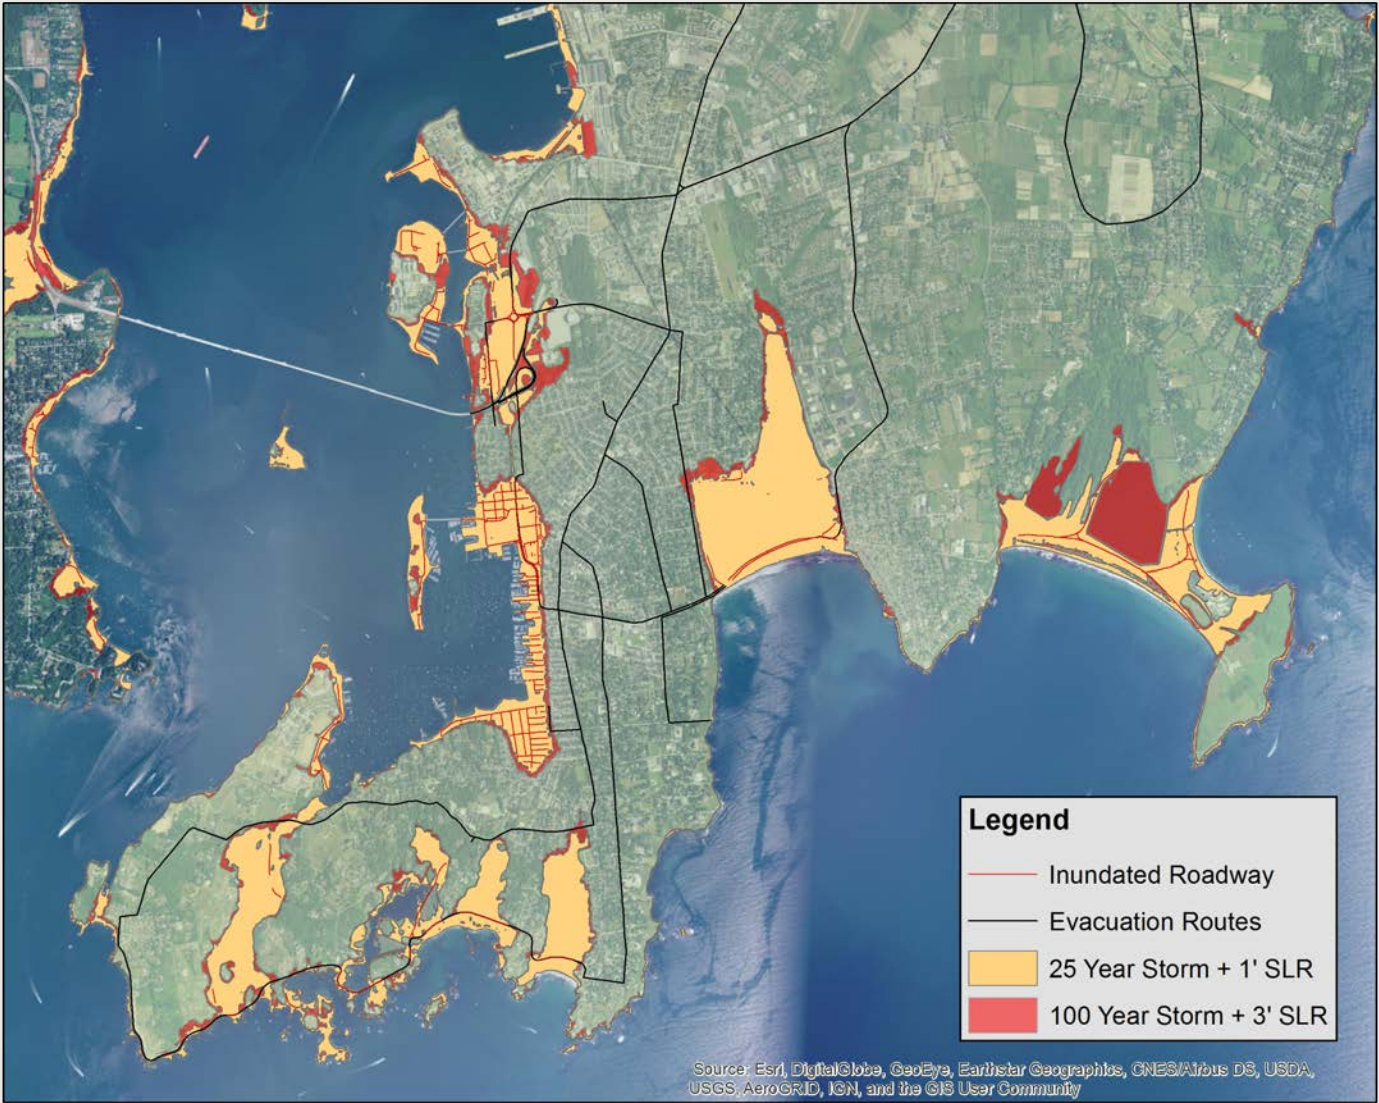 Legend
Inundated Roadway
Evacuation Routes
25 Year Storm + 1' SLR
100 Year Storm + 3' SLR
Source: Esri, DigitalGlobe, GeoEye, Earthstar Geographics, CNES/Airbus DS, USDA,
USGS, AeroGRID, IGN, and the GIS User Community